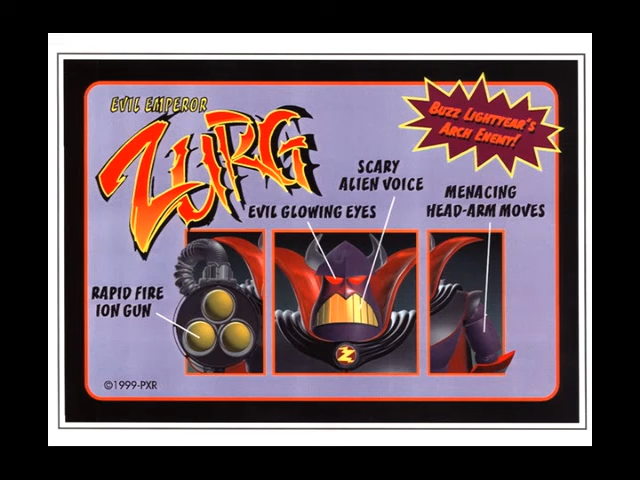 EVIL EMPEROR
ZURG
BUZZ LIGHTYEAR'S
ARCH ENEMY!
SCARY
ALIEN VOICE
EVIL GLOWING EYES
MENACING
HEAD-ARM MOVES
RAPID FIRE
ION GUN
Z
©1999-PXR